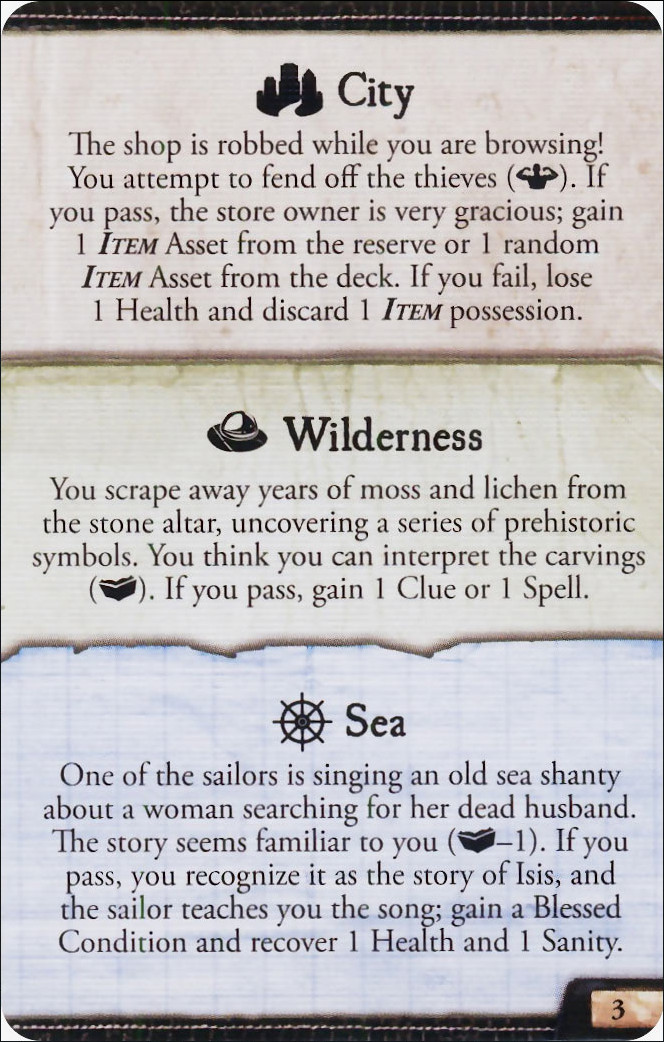 City
The shop is robbed while you are browsing!
You attempt to fend off the thieves ( ). If
you pass, the store owner is very gracious; gain
1 ITEM Asset from the reserve or 1 random
ITEM Asset from the deck. If you fail, lose
1 Health and discard 1 ITEM possession.
Wilderness
You scrape away years of moss and lichen from
the stone altar, uncovering a series of prehistoric
symbols. You think you can interpret the carvings
( ). If you pass, gain 1 Clue or 1 Spell.
Sea
One of the sailors is singing an old sea shanty
about a woman searching for her dead husband.
The story seems familiar to you ( –1). If you
pass, you recognize it as the story of Isis, and
the sailor teaches you the song; gain a Blessed
Condition and recover 1 Health and 1 Sanity.
3